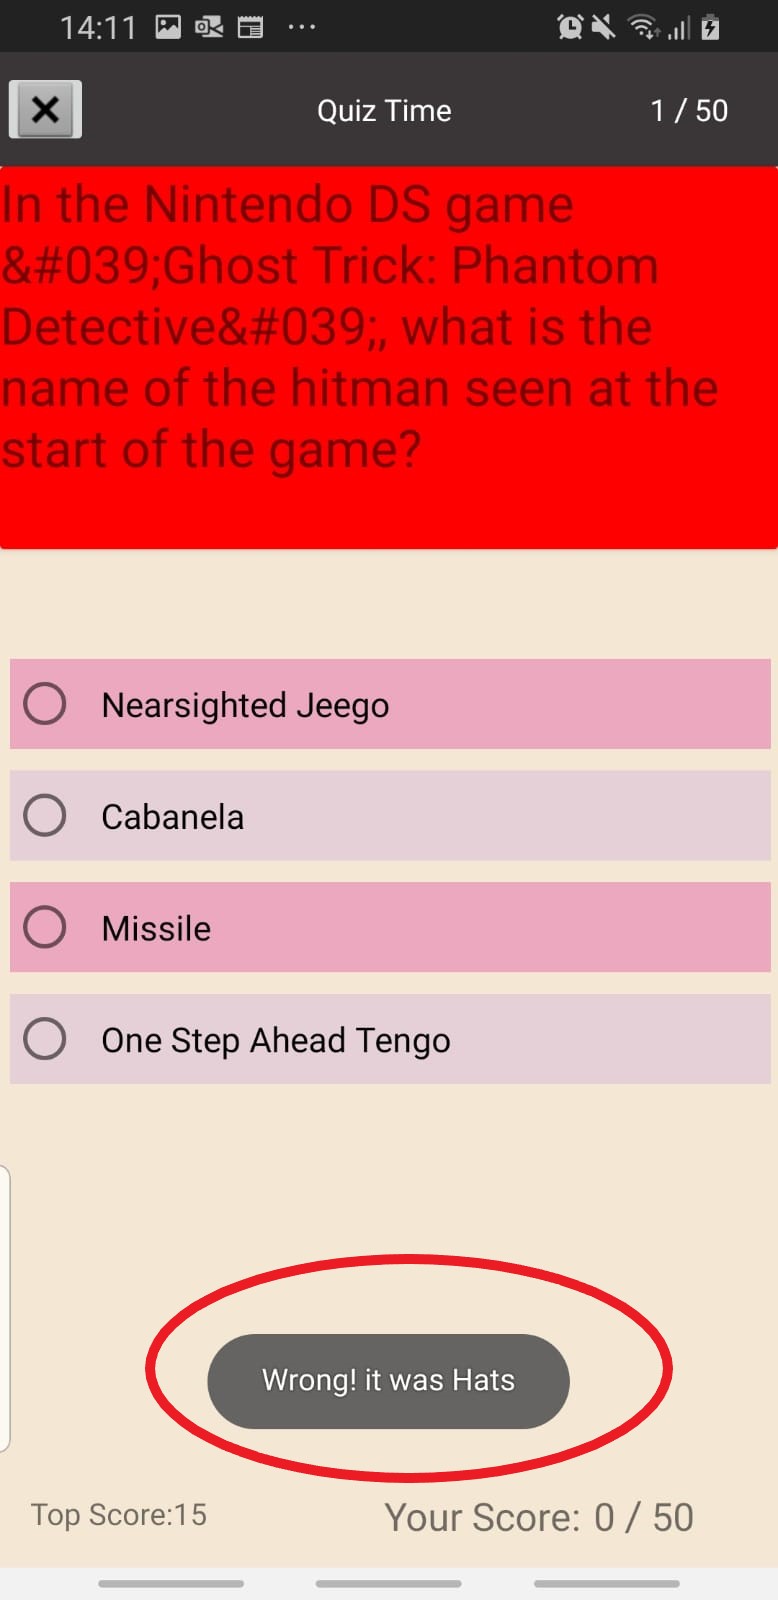 14:11
Quiz Time
1 / 50
In the Nintendo DS game
&#039;Ghost Trick: Phantom
Detective&#039;, what is the
name of the hitman seen at the
start of the game?
Nearsighted Jeego
Cabanela
Missile
One Step Ahead Tengo
Wrong! it was Hats
Top Score:15
Your Score: 0 / 50